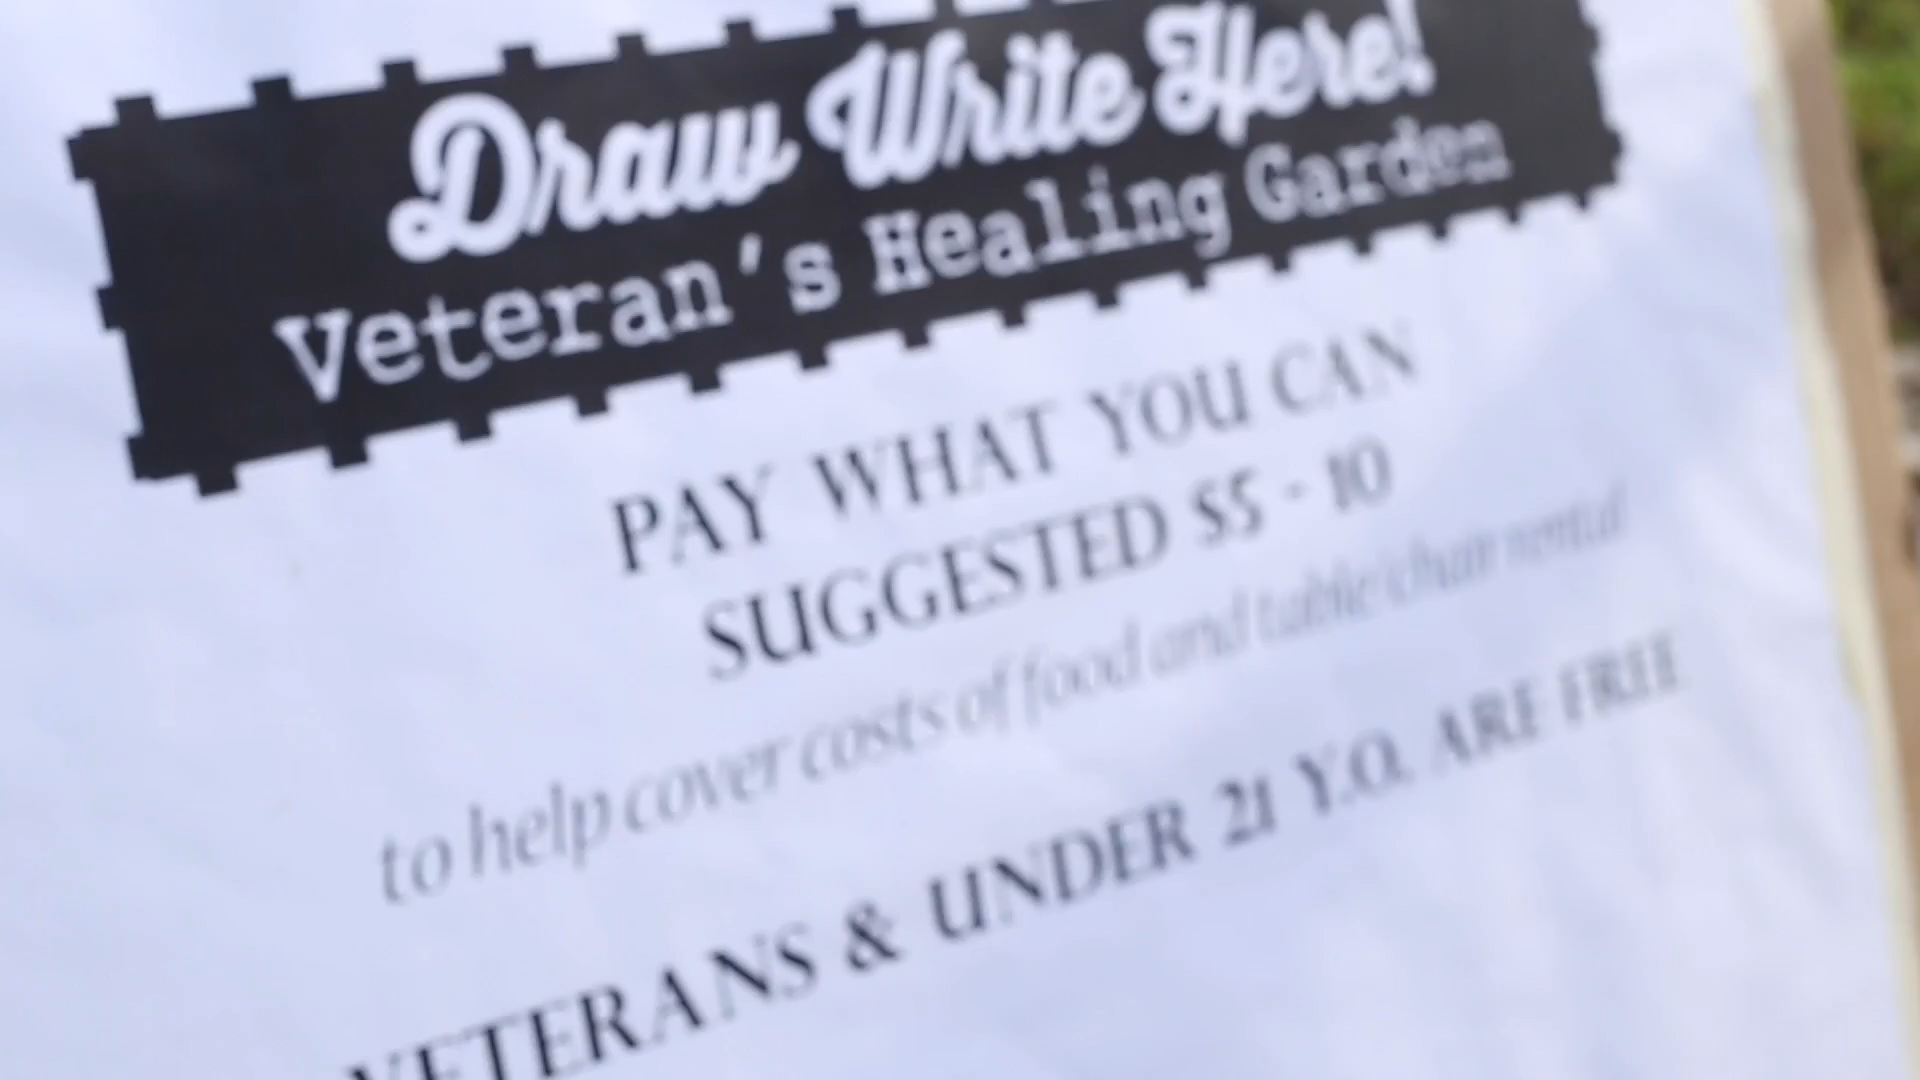 Draw Write Here!
Veteran's Healing Garden
PAY WHAT YOU CAN
SUGGESTED $5 - 10
to help cover costs of food and table/chair rental
VETERANS & UNDER 21 Y.O. ARE FREE